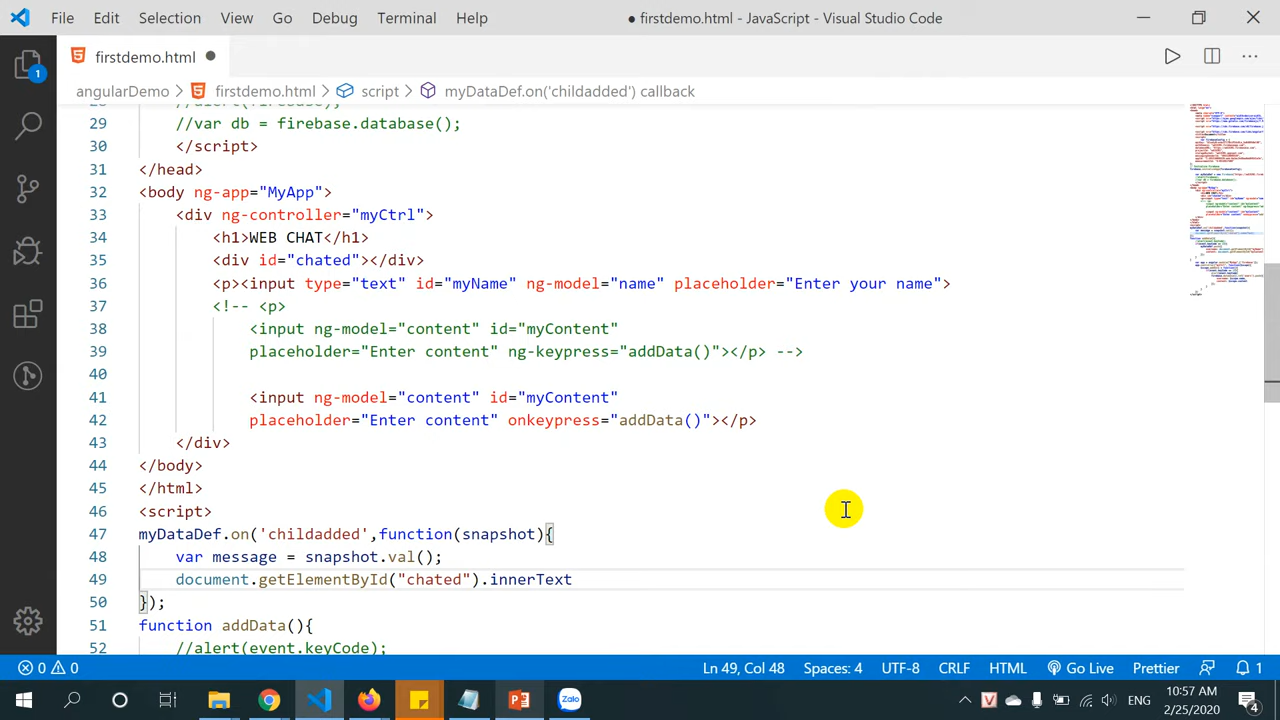 File Edit Selection View Go Debug Terminal Help
● firstdemo.html - JavaScript - Visual Studio Code
firstdemo.html ●
angularDemo > firstdemo.html > script > myDataDef.on('childadded') callback
28 //alert(firebase);
29 //var db = firebase.database();
30 </script>
31 </head>
32 <body ng-app="MyApp">
33 <div ng-controller="myCtrl">
34 <h1>WEB CHAT</h1>
35 <div id="chated"></div>
36 <p><input type="text" id="myName" ng-model="name" placeholder="Enter your name">
37 <!-- <p>
38 <input ng-model="content" id="myContent"
39 placeholder="Enter content" ng-keypress="addData()"></p> -->
40
41 <input ng-model="content" id="myContent"
42 placeholder="Enter content" onkeypress="addData()"></p>
43 </div>
44 </body>
45 </html>
46 <script>
47 myDataDef.on('childadded',function(snapshot){
48 var message = snapshot.val();
49 document.getElementById("chated").innerText
50 });
51 function addData(){
52 //alert(event.keyCode);
0 0 Ln 49, Col 48 Spaces: 4 UTF-8 CRLF HTML Go Live Prettier 1
1
ENG
10:57 AM
2/25/2020
4